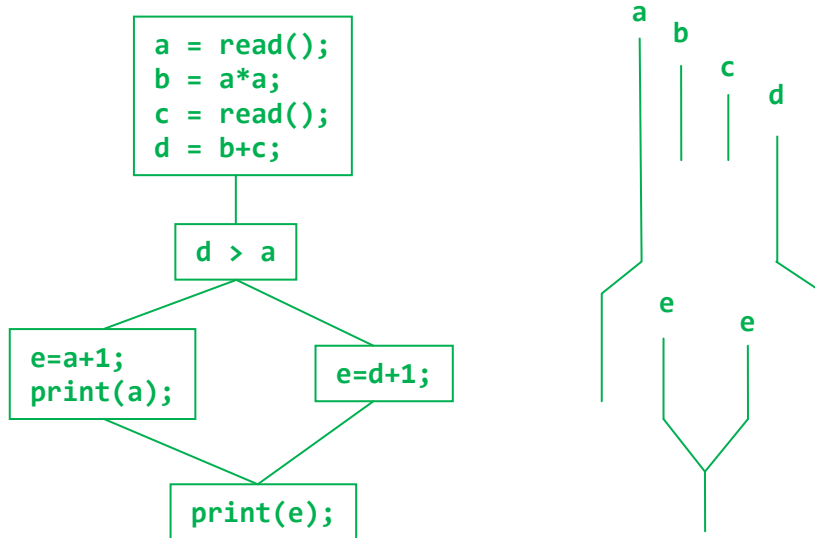 a = read();
b = a*a;
c = read();
d = b+c;
d > a
e=a+1;
print(a);
e=d+1;
print(e);
a
b
c
d
e
e